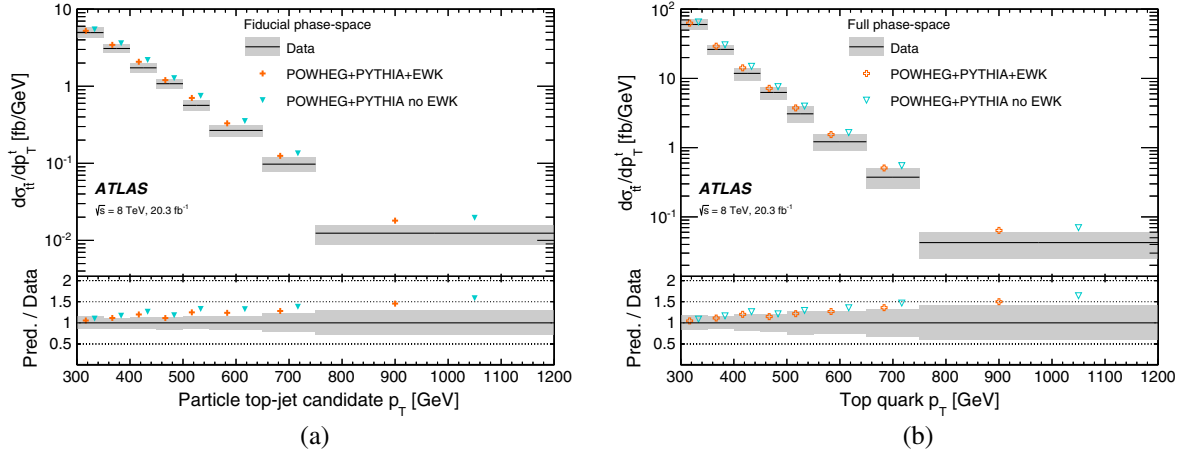 Fiducial phase-space
Data
POWHEG+PYTHIA+EWK
POWHEG+PYTHIA no EWK
ATLAS
√s = 8 TeV, 20.3 fb⁻¹
dσ_tt̄/dp_T^t [fb/GeV]
10
1
10⁻¹
10⁻²
Pred. / Data
2
1.5
1
0.5
300 400 500 600 700 800 900 1000 1100 1200
Particle top-jet candidate p_T [GeV]
(a)
Full phase-space
Data
POWHEG+PYTHIA+EWK
POWHEG+PYTHIA no EWK
ATLAS
√s = 8 TeV, 20.3 fb⁻¹
dσ_tt̄/dp_T^t [fb/GeV]
10²
10
1
10⁻¹
Pred. / Data
2
1.5
1
0.5
300 400 500 600 700 800 900 1000 1100 1200
Top quark p_T [GeV]
(b)